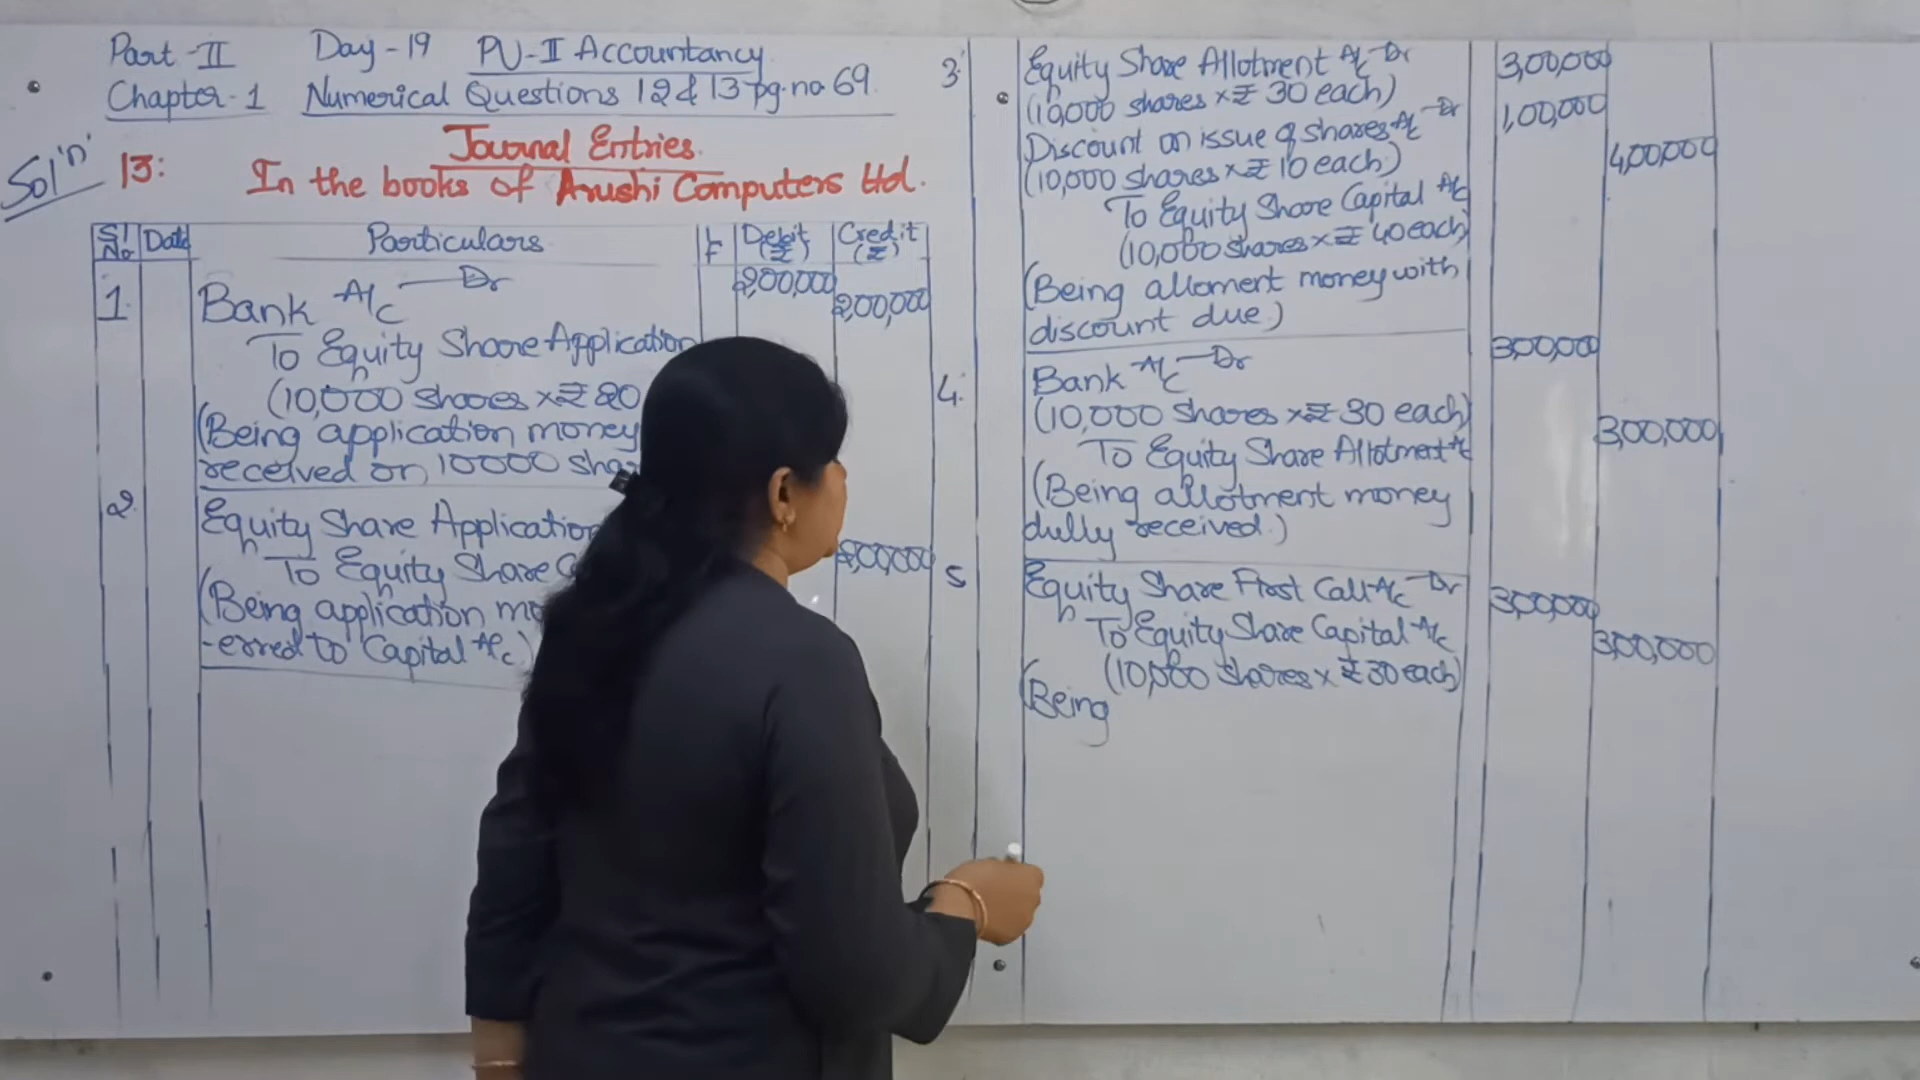 Part-II Day-19 PU-II Accountancy
Chapter-1 Numerical Questions 12 & 13 pg.no 69.
Sol'n' 13: Journal Entries.
In the books of Arushi Computers Ltd.
Sl No Date Particulars LF Debit (₹) Credit (₹)
1. Bank A/c Dr 2,00,000
To Equity Share Application 2,00,000
(10,000 shares × ₹ 20
(Being application money
received on 10000 sha
2. Equity Share Application
To Equity Share 2,00,000
(Being application mo
-erred to Capital A/c)
3. Equity Share Allotment A/c Dr 3,00,000
(10,000 shares × ₹ 30 each)
Discount on issue of shares A/c Dr 1,00,000
(10,000 shares × ₹ 10 each)
To Equity Share Capital A/c 4,00,000
(10,000 shares × ₹ 40 each)
(Being alloment money with
discount due.)
4. Bank A/c Dr 3,00,000
(10,000 shares × ₹ 30 each)
To Equity Share Allotment A/c 3,00,000
(Being allotment money
dully received.)
5 Equity Share First Call A/c Dr 3,00,000
To Equity Share Capital A/c 3,00,000
(10,000 shares × ₹ 30 each)
(Being